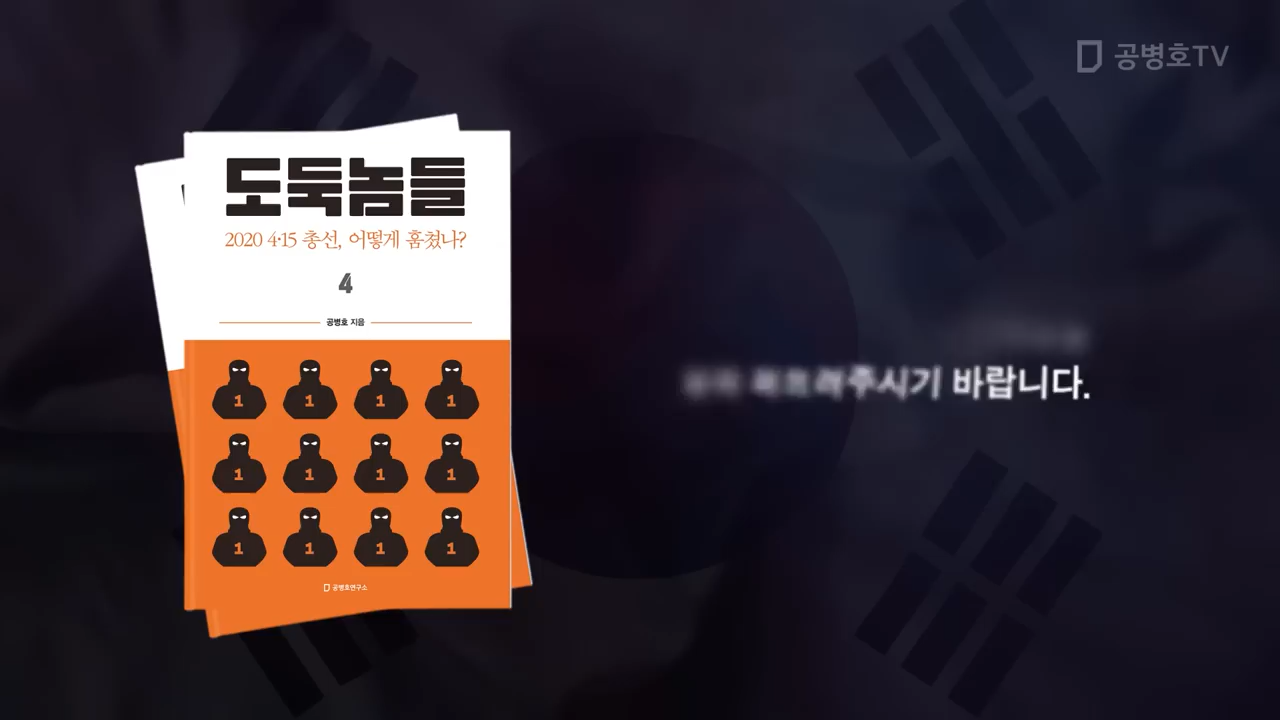 공병호TV
도둑놈들
2020 4·15 총선, 어떻게 훔쳤나?
4
공병호 지음
1 1 1 1
1 1 1 1
1 1 1 1
공병호연구소
바랍니다.